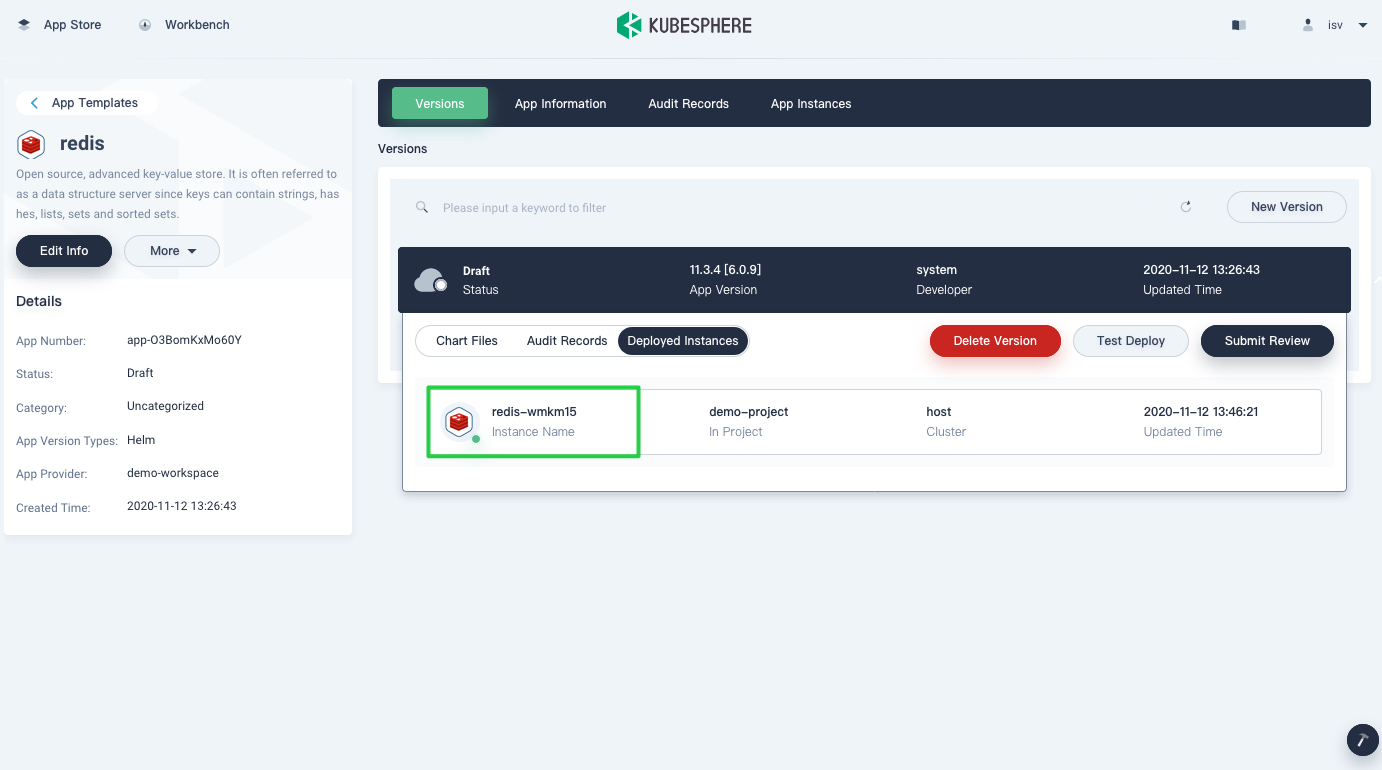 App Store
Workbench
KUBESPHERE
isv
App Templates
redis
Open source, advanced key-value store. It is often referred to
as a data structure server since keys can contain strings, has
hes, lists, sets and sorted sets.
Edit Info
More
Details
App Number: app-O3BomKxMo60Y
Status: Draft
Category: Uncategorized
App Version Types: Helm
App Provider: demo-workspace
Created Time: 2020-11-12 13:26:43
Versions
App Information
Audit Records
App Instances
Versions
Please input a keyword to filter
New Version
Draft
Status
11.3.4 [6.0.9]
App Version
system
Developer
2020-11-12 13:26:43
Updated Time
Chart Files
Audit Records
Deployed Instances
Delete Version
Test Deploy
Submit Review
redis-wmkm15
Instance Name
demo-project
In Project
host
Cluster
2020-11-12 13:46:21
Updated Time